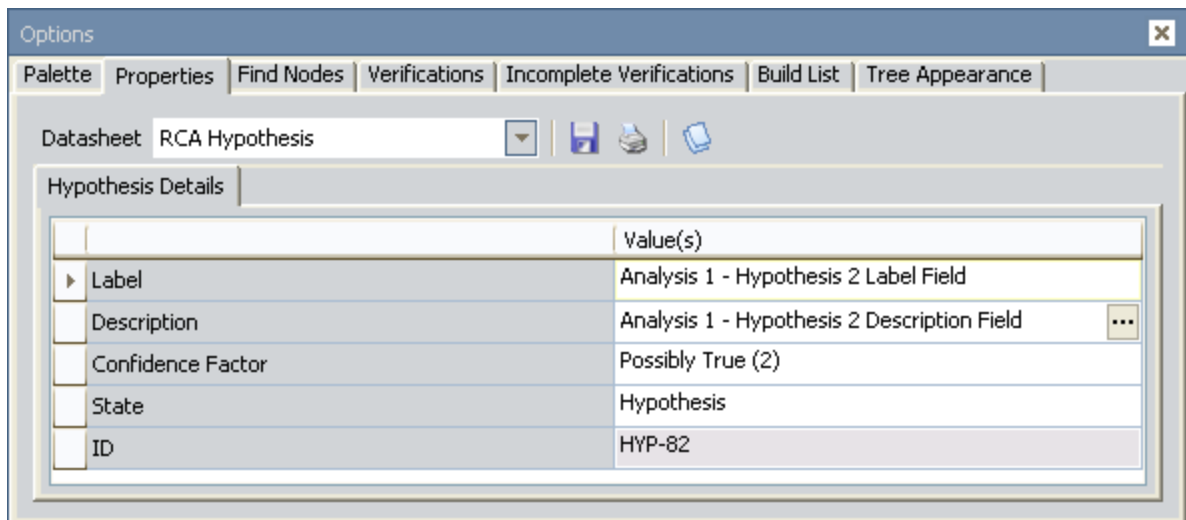 Options
Palette Properties Find Nodes Verifications Incomplete Verifications Build List Tree Appearance
Datasheet RCA Hypothesis
Hypothesis Details
Value(s)
Label Analysis 1 - Hypothesis 2 Label Field
Description Analysis 1 - Hypothesis 2 Description Field ...
Confidence Factor Possibly True (2)
State Hypothesis
ID HYP-82